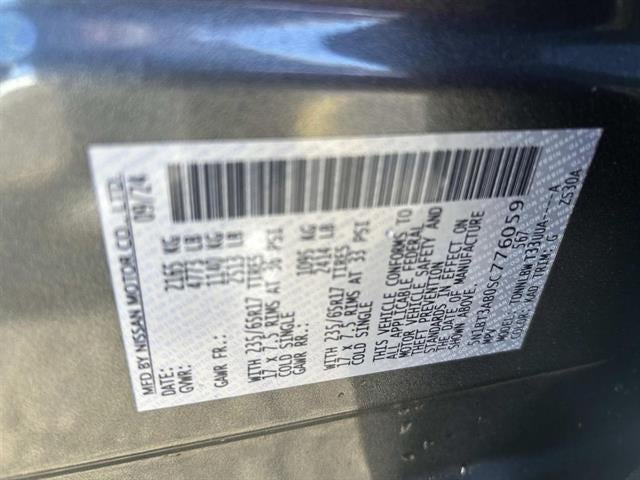 MFD BY NISSAN MOTOR CO., LTD.
DATE: 09/24
GVWR: 2165 KG
4773 LB
GAWR FR.: 1140 KG
2513 LB
WITH 235/65R17 TIRES
17 X 7.5 RIMS AT 36 PSI
COLD SINGLE
GAWR RR.: 1095 KG
2414 LB
WITH 235/65R17 TIRES
17 X 7.5 RIMS AT 33 PSI
COLD SINGLE
THIS VEHICLE CONFORMS TO
ALL APPLICABLE FEDERAL
MOTOR VEHICLE SAFETY AND
THEFT PREVENTION
STANDARDS IN EFFECT ON
THE DATE OF MANUFACTURE
SHOWN ABOVE.
MPV 567
COLOR: KAD TRIM: G ZS30A